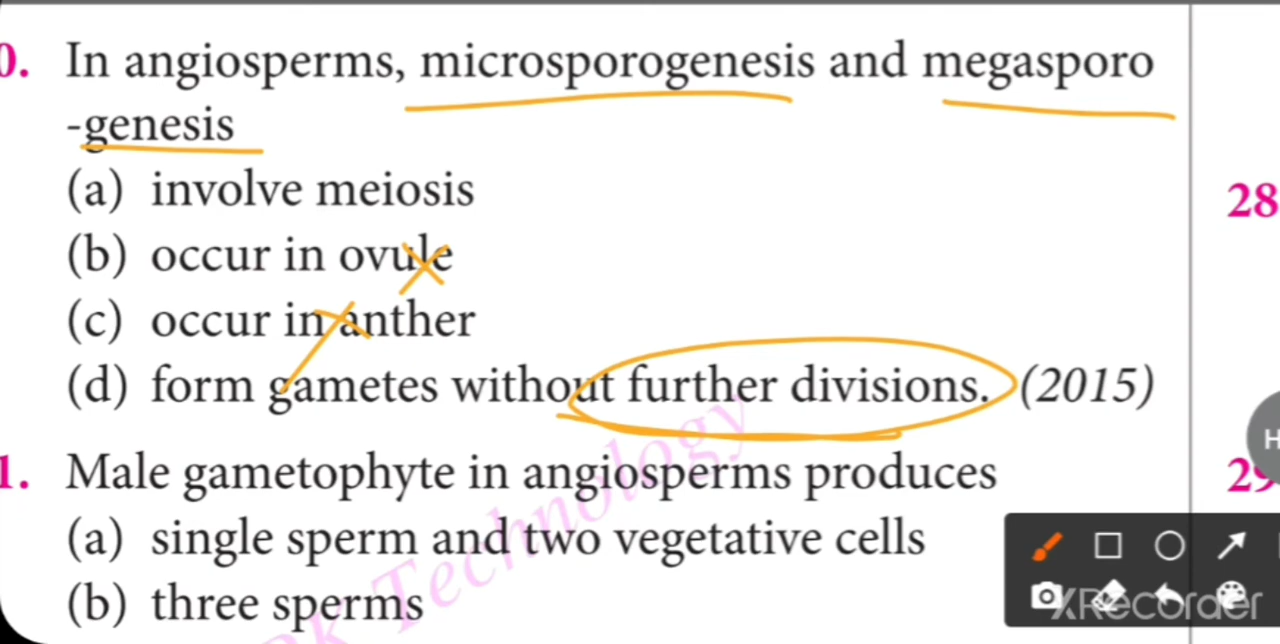 0. In angiosperms, microsporogenesis and megasporo
-genesis
(a) involve meiosis
(b) occur in ovule
(c) occur in anther
(d) form gametes without further divisions. (2015)
1. Male gametophyte in angiosperms produces
(a) single sperm and two vegetative cells
(b) three sperms
28
H
29
K Technology
XRecorder